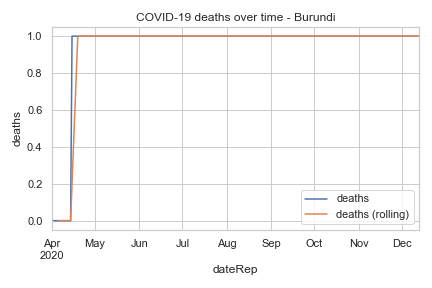 COVID-19 deaths over time - Burundi
deaths
1.0
0.8
0.6
0.4
0.2
0.0
deaths
deaths (rolling)
Apr May Jun Jul Aug Sep Oct Nov Dec
2020
dateRep